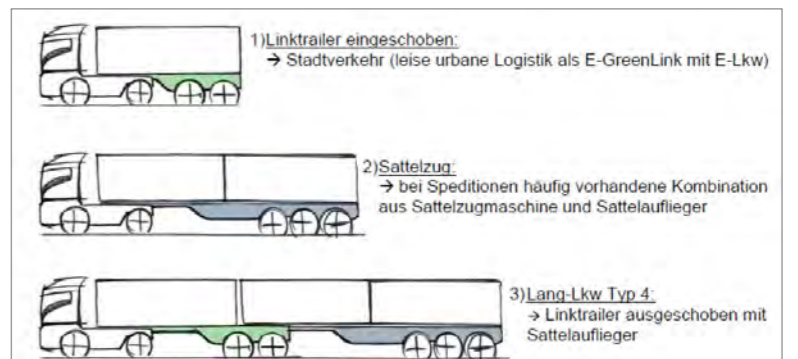 1)Linktrailer eingeschoben:
→ Stadtverkehr (leise urbane Logistik als E-GreenLink mit E-Lkw)
2)Sattelzug:
→ bei Speditionen häufig vorhandene Kombination
aus Sattelzugmaschine und Sattelauflieger
3)Lang-Lkw Typ 4:
→ Linktrailer ausgeschoben mit
Sattelauflieger